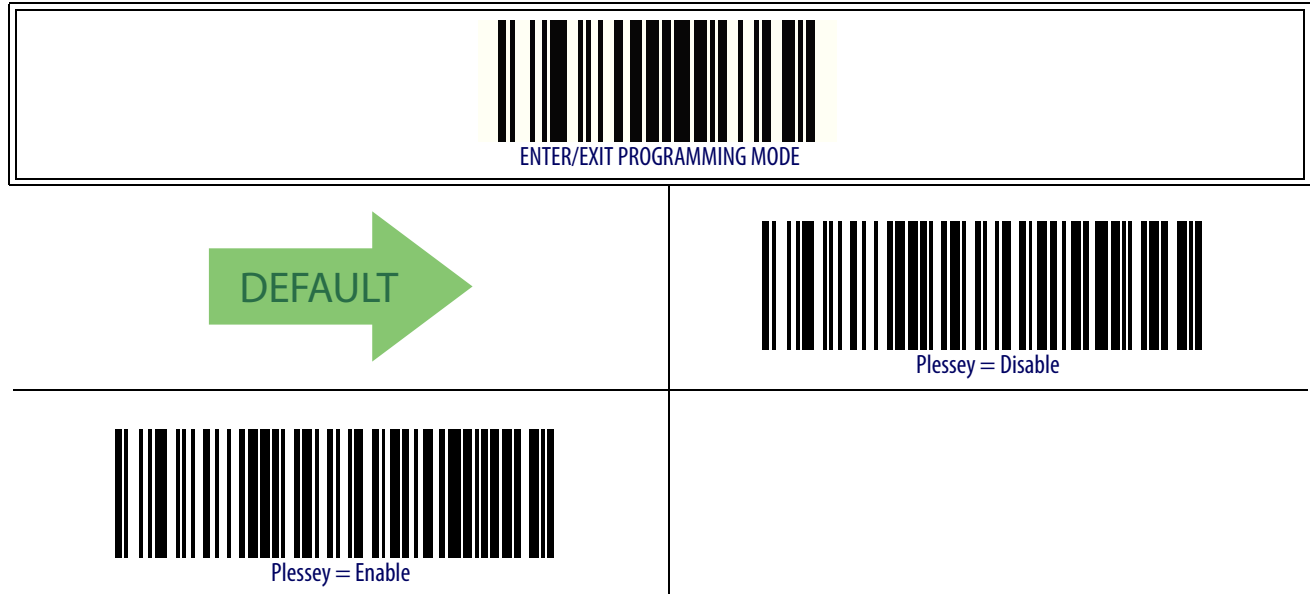 ENTER/EXIT PROGRAMMING MODE
DEFAULT
Plessey = Disable
Plessey = Enable